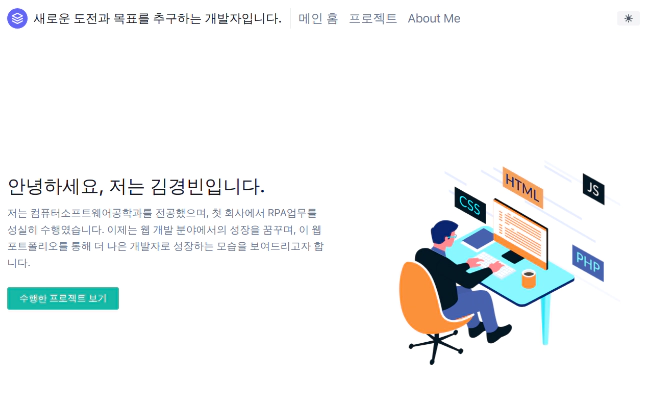 새로운 도전과 목표를 추구하는 개발자입니다. 메인 홈 프로젝트 About Me
안녕하세요, 저는 김경빈입니다.
저는 컴퓨터소프트웨어공학과를 전공했으며, 첫 회사에서 RPA업무를
성실히 수행했습니다. 이제는 웹 개발 분야에서의 성장을 꿈꾸며, 이 웹
포트폴리오를 통해 더 나은 개발자로 성장하는 모습을 보여드리고자 합
니다.
수행한 프로젝트 보기
HTML
JS
CSS
PHP